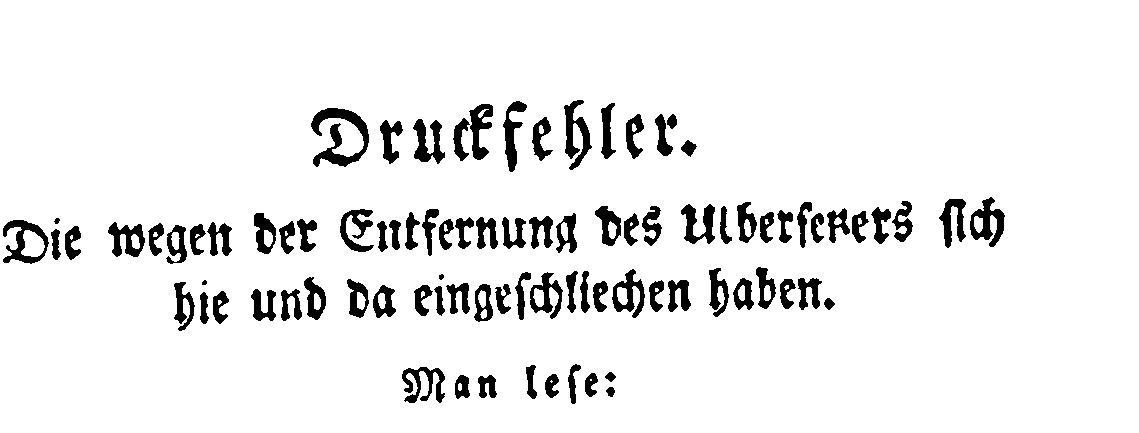 Druckfehler.
Die wegen der Entfernung des Ulberſetzers ſich
hie und da eingeſchliechen haben.
Man leſe: